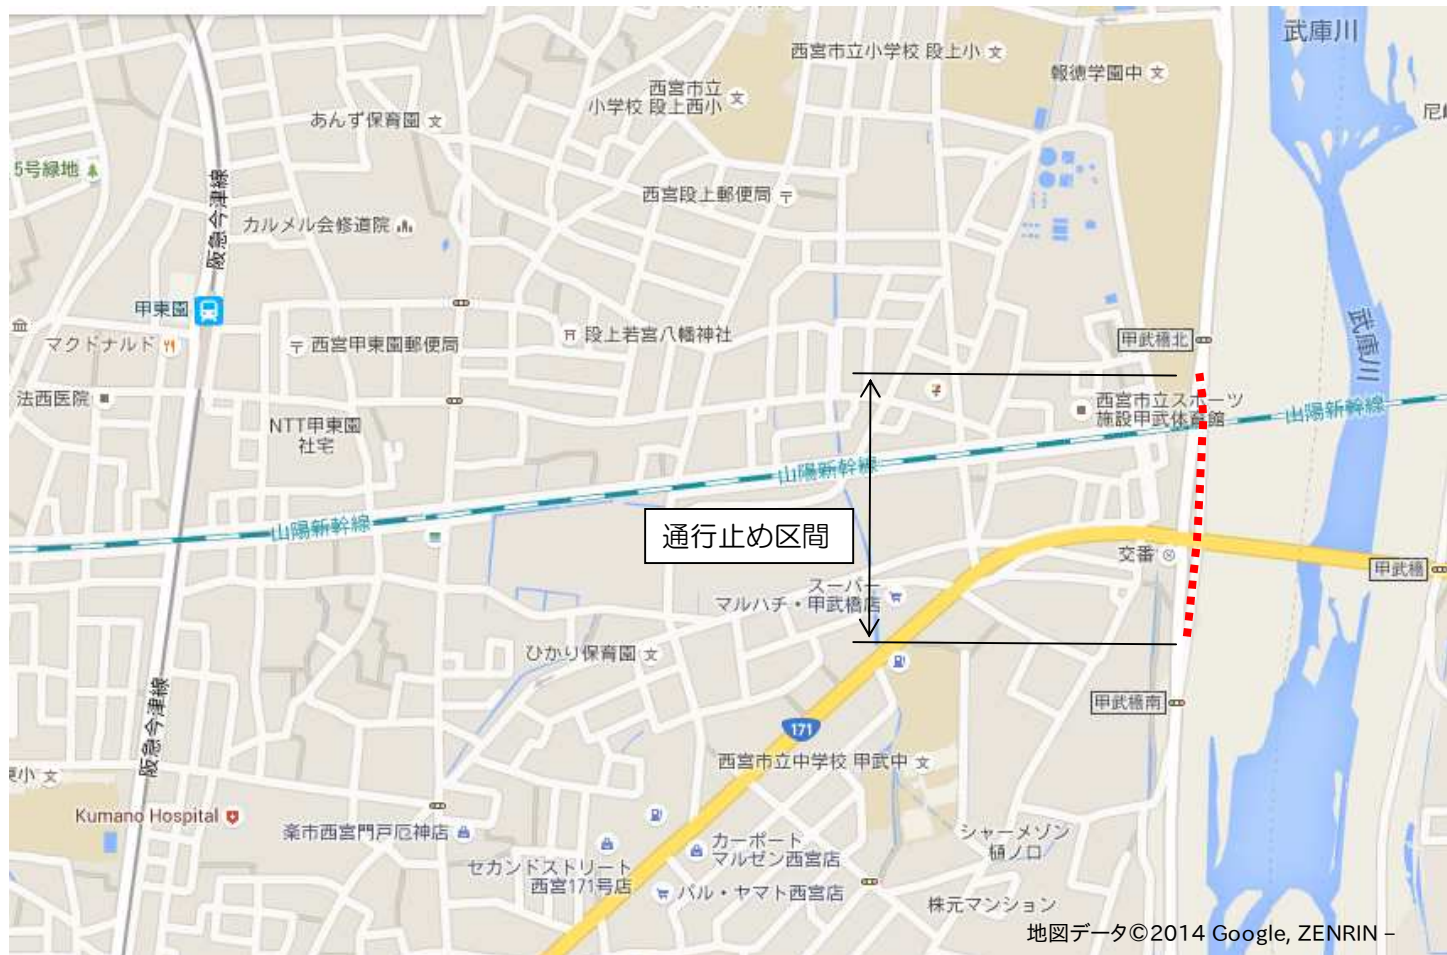 武庫川
西宮市立小学校 段上小
報徳学園中
西宮市立
小学校 段上西小
あんず保育園
5号緑地
西宮段上郵便局
阪急今津線
カルメル会修道院
甲東園
マクドナルド
西宮甲東園郵便局
段上若宮八幡神社
甲武橋北
武庫川
法西医院
NTT甲東園
社宅
西宮市立スポーツ
施設甲武体育館
山陽新幹線
山陽新幹線
山陽新幹線
通行止め区間
交番
甲武橋
スーパー
マルハチ・甲武橋店
ひかり保育園
甲武橋南
阪急今津線
171
西宮市立中学校 甲武中
Kumano Hospital
楽市西宮門戸厄神店
セカンドストリート
西宮171号店
カーポート
マルゼン西宮店
パル・ヤマト西宮店
シャーメゾン
樋ノ口
株元マンション
地図データ©2014 Google, ZENRIN –